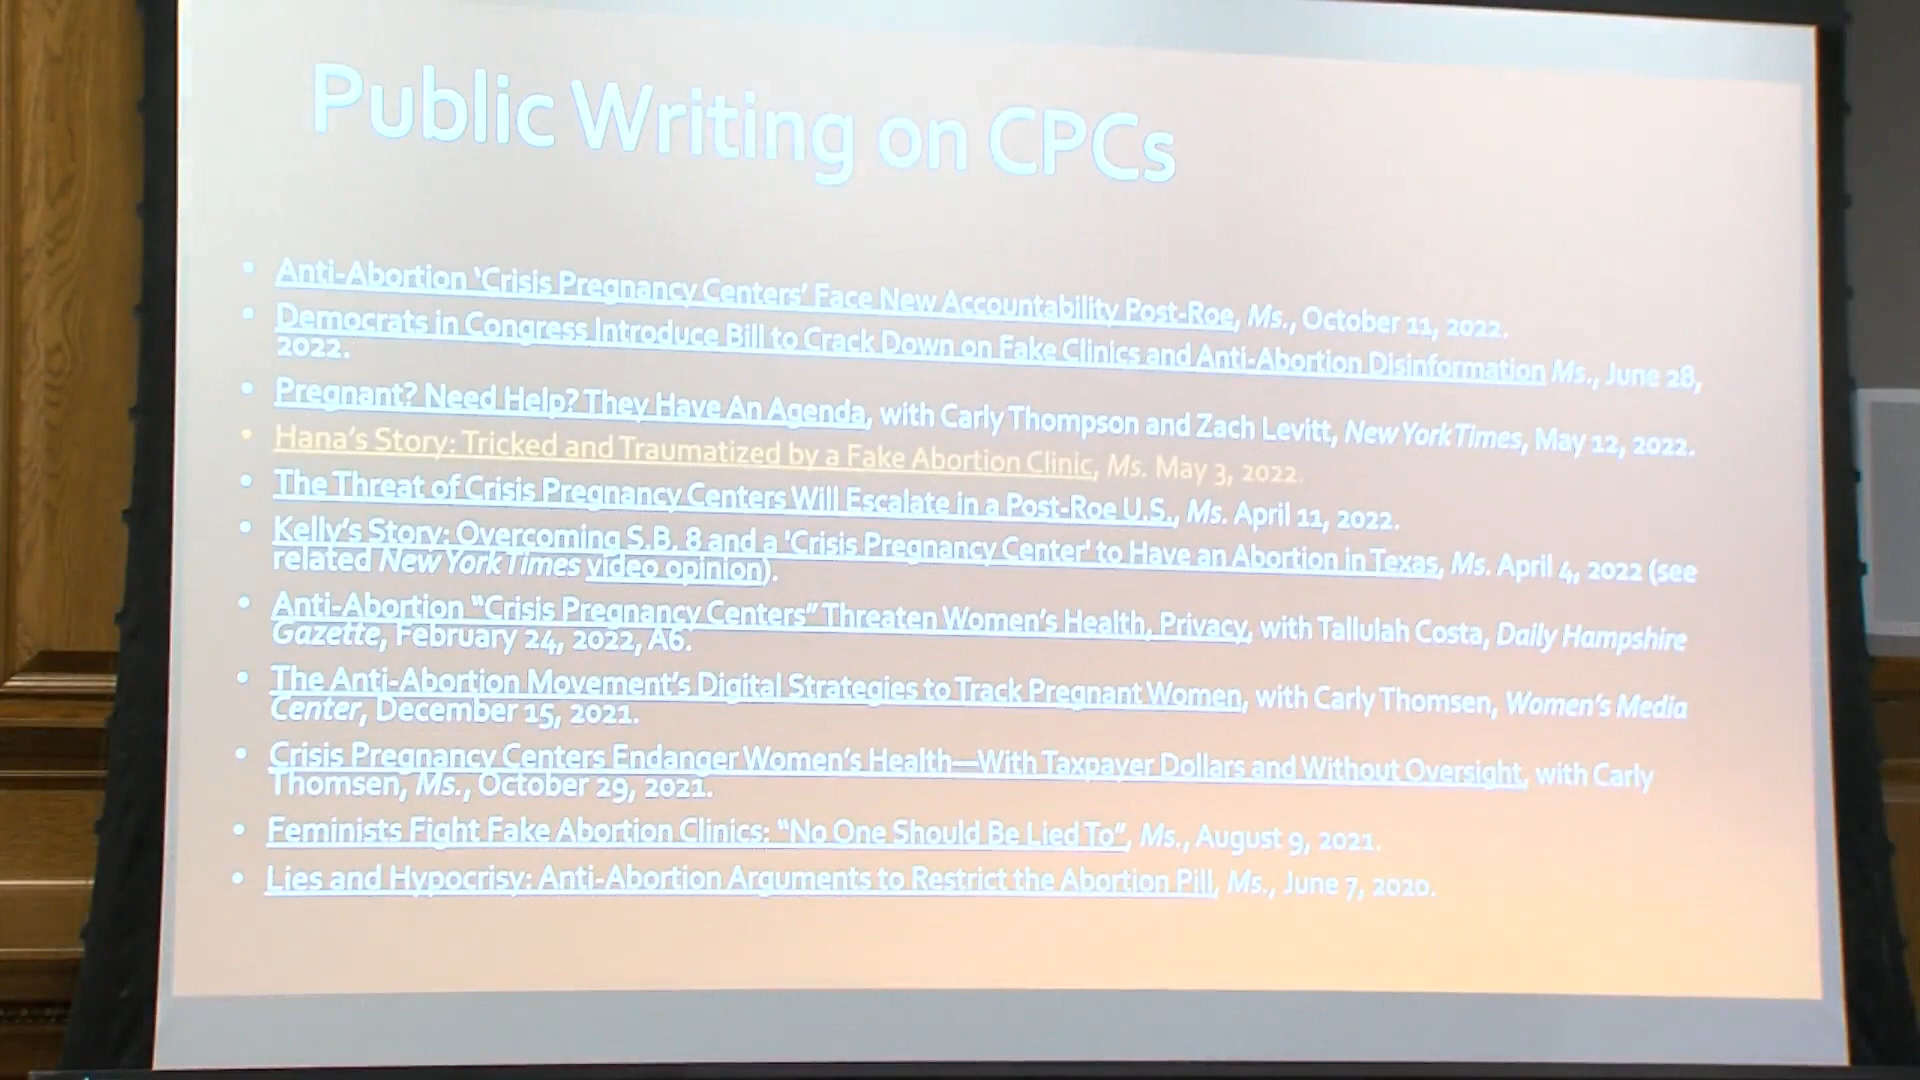 Public Writing on CPCs
• Anti-Abortion ‘Crisis Pregnancy Centers’ Face New Accountability Post-Roe, Ms., October 11, 2022.
• Democrats in Congress Introduce Bill to Crack Down on Fake Clinics and Anti-Abortion Disinformation Ms., June 28,
2022.
• Pregnant? Need Help? They Have An Agenda, with Carly Thompson and Zach Levitt, New York Times, May 12, 2022.
• Hana’s Story: Tricked and Traumatized by a Fake Abortion Clinic, Ms. May 3, 2022.
• The Threat of Crisis Pregnancy Centers Will Escalate in a Post-Roe U.S., Ms. April 11, 2022.
• Kelly’s Story: Overcoming S.B. 8 and a 'Crisis Pregnancy Center' to Have an Abortion in Texas, Ms. April 4, 2022 (see
related New York Times video opinion).
• Anti-Abortion “Crisis Pregnancy Centers” Threaten Women’s Health, Privacy, with Tallulah Costa, Daily Hampshire
Gazette, February 24, 2022, A6.
• The Anti-Abortion Movement’s Digital Strategies to Track Pregnant Women, with Carly Thomsen, Women’s Media
Center, December 15, 2021.
• Crisis Pregnancy Centers Endanger Women’s Health—With Taxpayer Dollars and Without Oversight, with Carly
Thomsen, Ms., October 29, 2021.
• Feminists Fight Fake Abortion Clinics: “No One Should Be Lied To”, Ms., August 9, 2021.
• Lies and Hypocrisy: Anti-Abortion Arguments to Restrict the Abortion Pill, Ms., June 7, 2020.